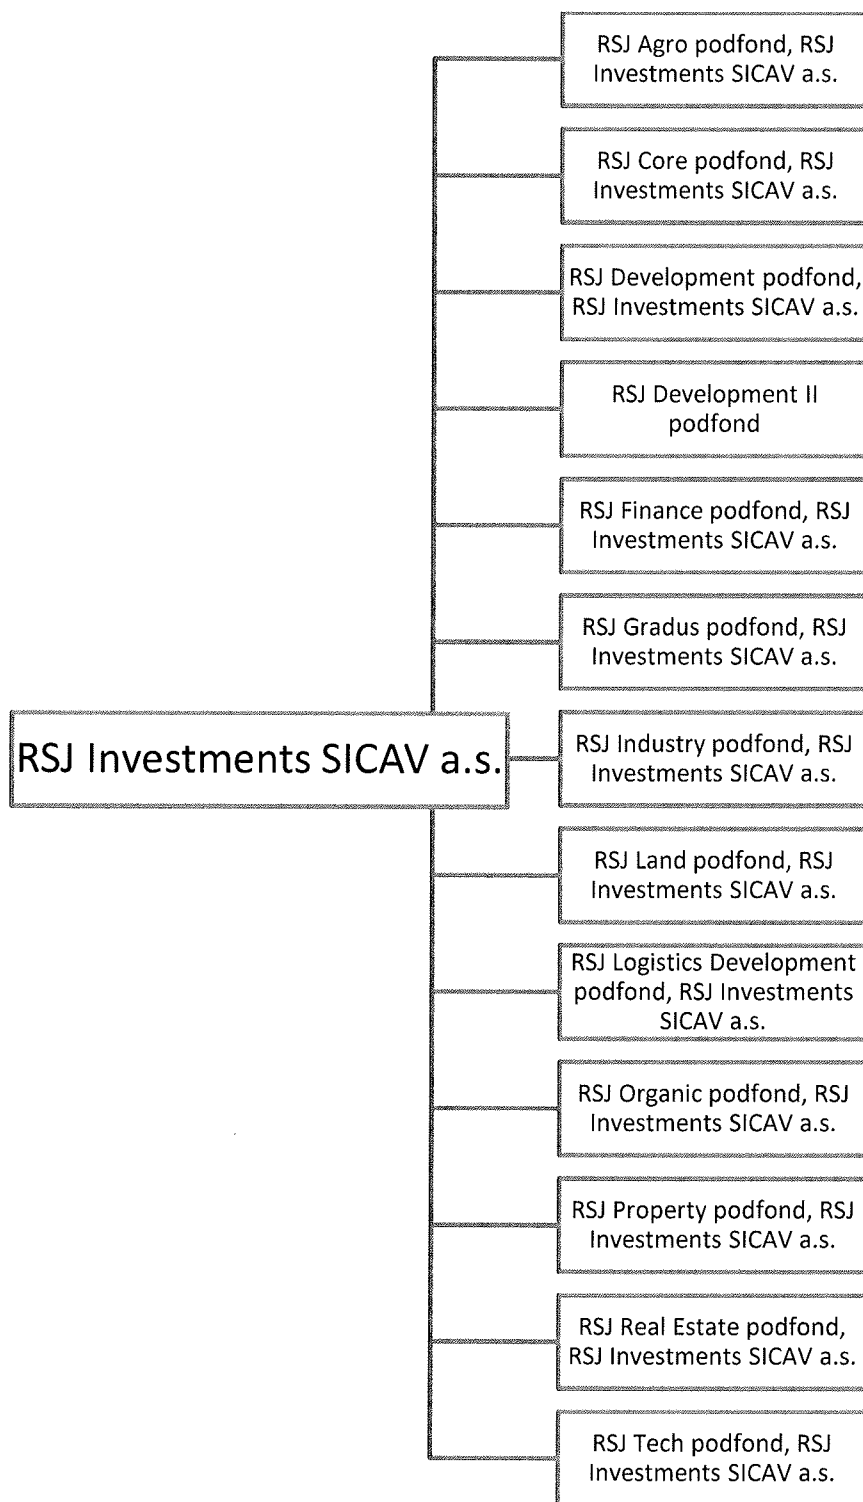 RSJ Investments SICAV a.s.
RSJ Agro podfond, RSJ
Investments SICAV a.s.
RSJ Core podfond, RSJ
Investments SICAV a.s.
RSJ Development podfond,
RSJ Investments SICAV a.s.
RSJ Development II
podfond
RSJ Finance podfond, RSJ
Investments SICAV a.s.
RSJ Gradus podfond, RSJ
Investments SICAV a.s.
RSJ Industry podfond, RSJ
Investments SICAV a.s.
RSJ Land podfond, RSJ
Investments SICAV a.s.
RSJ Logistics Development
podfond, RSJ Investments
SICAV a.s.
RSJ Organic podfond, RSJ
Investments SICAV a.s.
RSJ Property podfond, RSJ
Investments SICAV a.s.
RSJ Real Estate podfond,
RSJ Investments SICAV a.s.
RSJ Tech podfond, RSJ
Investments SICAV a.s.